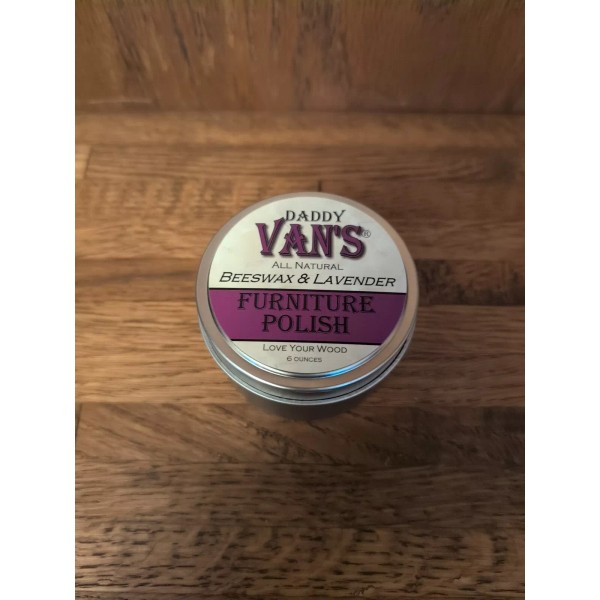 DADDY
VAN'S®
ALL NATURAL
BEESWAX & LAVENDER
FURNITURE
POLISH
LOVE YOUR WOOD
6 OUNCES